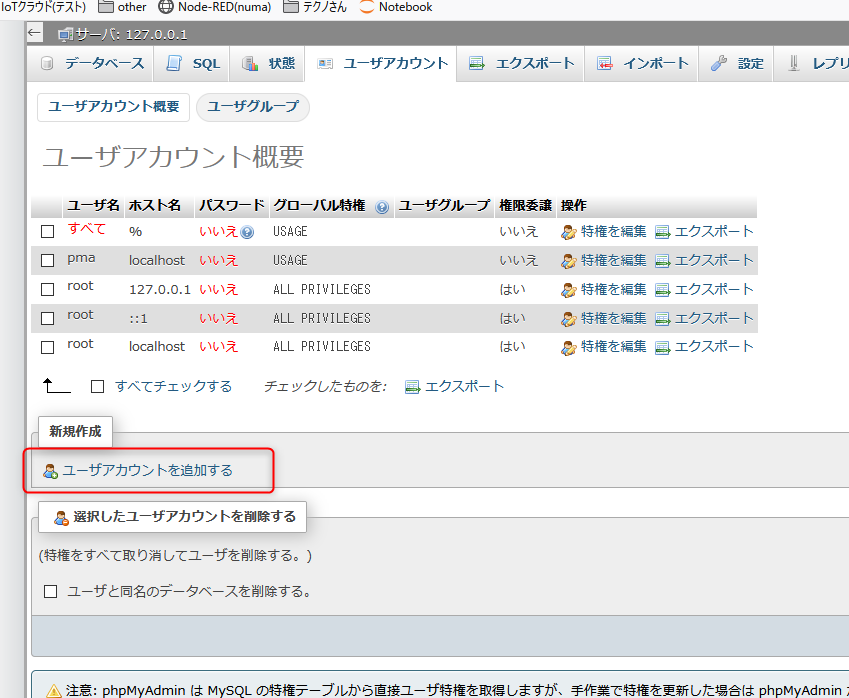 IoTクラウド(テスト) other Node-RED(numa) テクノさん Notebook
サーバ: 127.0.0.1
データベース SQL 状態 ユーザアカウント エクスポート インポート 設定 レプリ
ユーザアカウント概要 ユーザグループ
ユーザアカウント概要
ユーザ名 ホスト名 パスワード グローバル特権 ユーザグループ 権限委譲 操作
すべて % いいえ USAGE いいえ 特権を編集 エクスポート
pma localhost いいえ USAGE いいえ 特権を編集 エクスポート
root 127.0.0.1 いいえ ALL PRIVILEGES はい 特権を編集 エクスポート
root ::1 いいえ ALL PRIVILEGES はい 特権を編集 エクスポート
root localhost いいえ ALL PRIVILEGES はい 特権を編集 エクスポート
すべてチェックする チェックしたものを: エクスポート
新規作成
ユーザアカウントを追加する
選択したユーザアカウントを削除する
(特権をすべて取り消してユーザを削除する。)
ユーザと同名のデータベースを削除する。
注意: phpMyAdmin は MySQL の特権テーブルから直接ユーザ特権を取得しますが、手作業で特権を更新した場合は phpMyAdmin